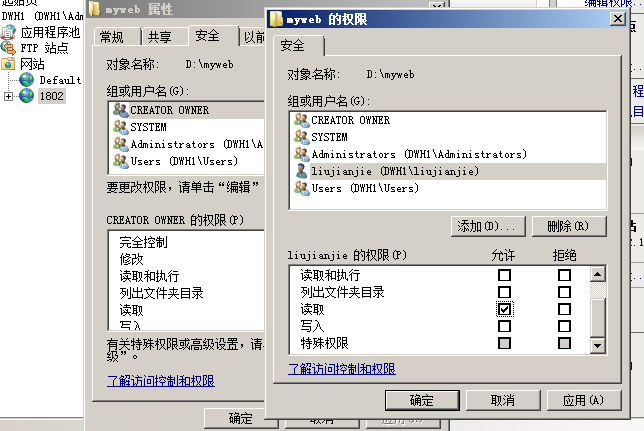 起始页
DWH1 (DWH1\Adm
应用程序池
FTP 站点
网站
Default
1802
myweb 属性
常规
共享
安全
以前
对象名称: D:\myweb
组或用户名(G):
CREATOR OWNER
SYSTEM
Administrators (DWH1\A
Users (DWH1\Users)
要更改权限，请单击“编辑”
CREATOR OWNER 的权限(P)
完全控制
修改
读取和执行
列出文件夹目录
读取
写入
有关特殊权限或高级设置，请
级”。
了解访问控制和权限
确定
取消
应用(A)
myweb 的权限
安全
对象名称: D:\myweb
组或用户名(G):
CREATOR OWNER
SYSTEM
Administrators (DWH1\Administrators)
liujianjie (DWH1\liujianjie)
Users (DWH1\Users)
添加(D)...
删除(R)
liujianjie 的权限(P) 允许 拒绝
读取和执行
列出文件夹目录
读取
写入
特殊权限
了解访问控制和权限
确定
取消
应用(A)
编辑权限...